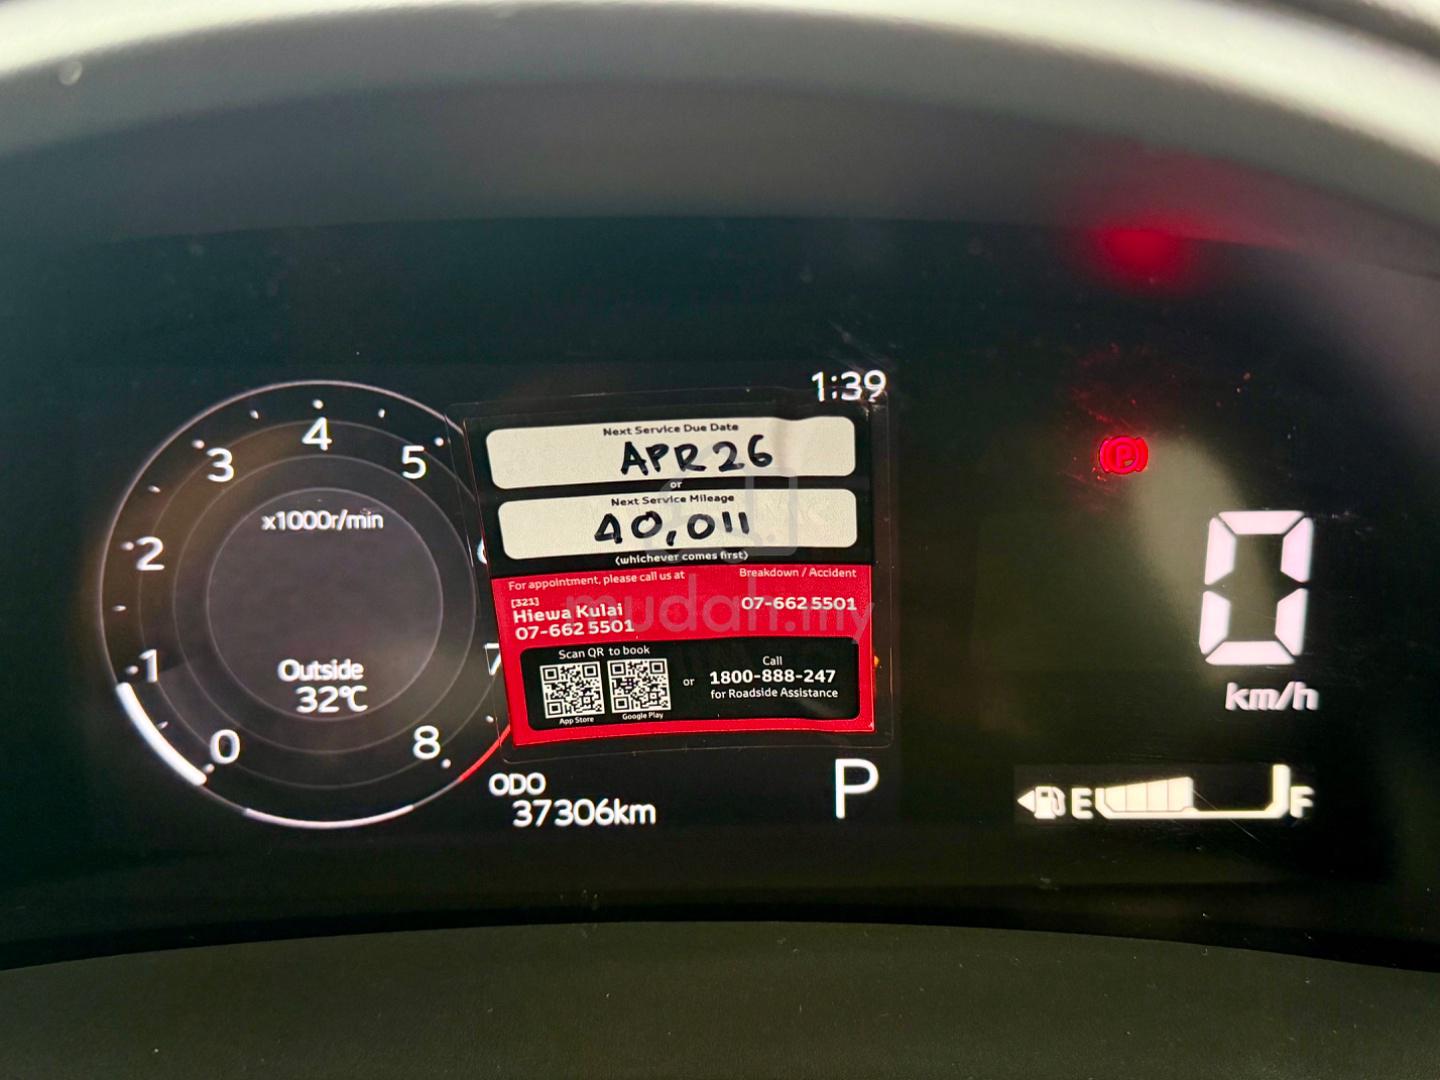 1:39
Next Service Due Date
APR 26
or
Next Service Mileage
40,011
(whichever comes first)
For appointment, please call us at
[321]
Hiewa Kulai
07-662 5501
Breakdown / Accident
07-662 5501
mudah.my
Scan QR to book
App Store
Google Play
or
Call
1800-888-247
for Roadside Assistance
0
1
2
3
4
5
7
8
x1000r/min
Outside
32℃
ODO
37306km
P
P
0
km/h
E F